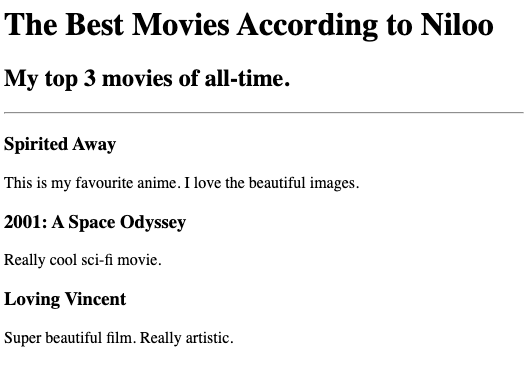 The Best Movies According to Niloo
My top 3 movies of all-time.
Spirited Away
This is my favourite anime. I love the beautiful images.
2001: A Space Odyssey
Really cool sci-fi movie.
Loving Vincent
Super beautiful film. Really artistic.